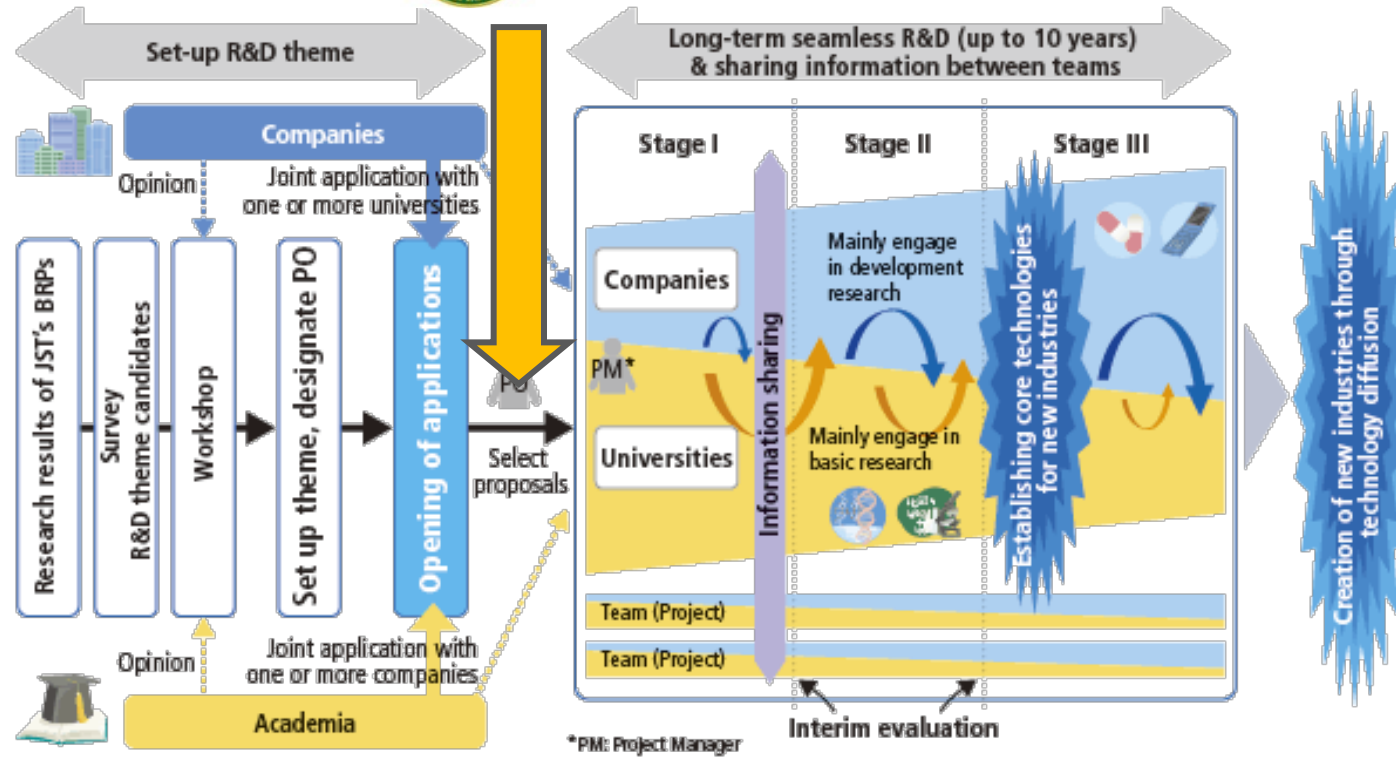 Set-up R&D theme
Long-term seamless R&D (up to 10 years)
& sharing information between teams
Companies
Opinion
Joint application with
one or more universities
Research results of JST's BRPs
Survey
R&D theme candidates
Workshop
Set up theme, designate PO
Opening of applications
PO
Select
proposals
Opinion
Joint application with
one or more companies
Academia
Stage I
Stage II
Stage III
Companies
PM*
Universities
Information sharing
Mainly engage
in development
research
Mainly engage in
basic research
Establishing core technologies
for new industries
Team (Project)
Team (Project)
Interim evaluation
*PM: Project Manager
Creation of new industries through
technology diffusion